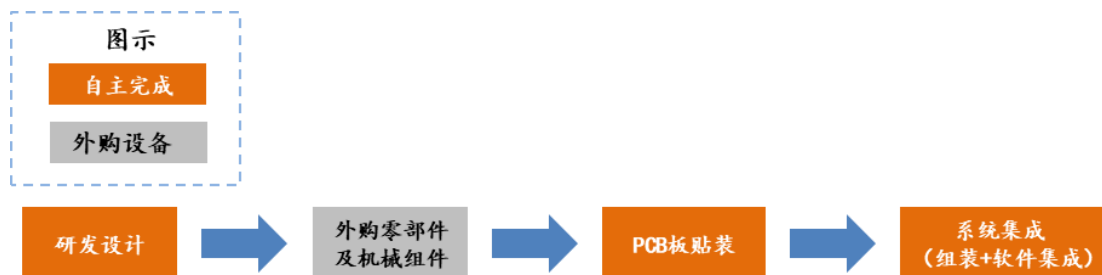 图示
自主完成
外购设备
研发设计
外购零部件
及机械组件
PCB板贴装
系统集成
（组装+软件集成）